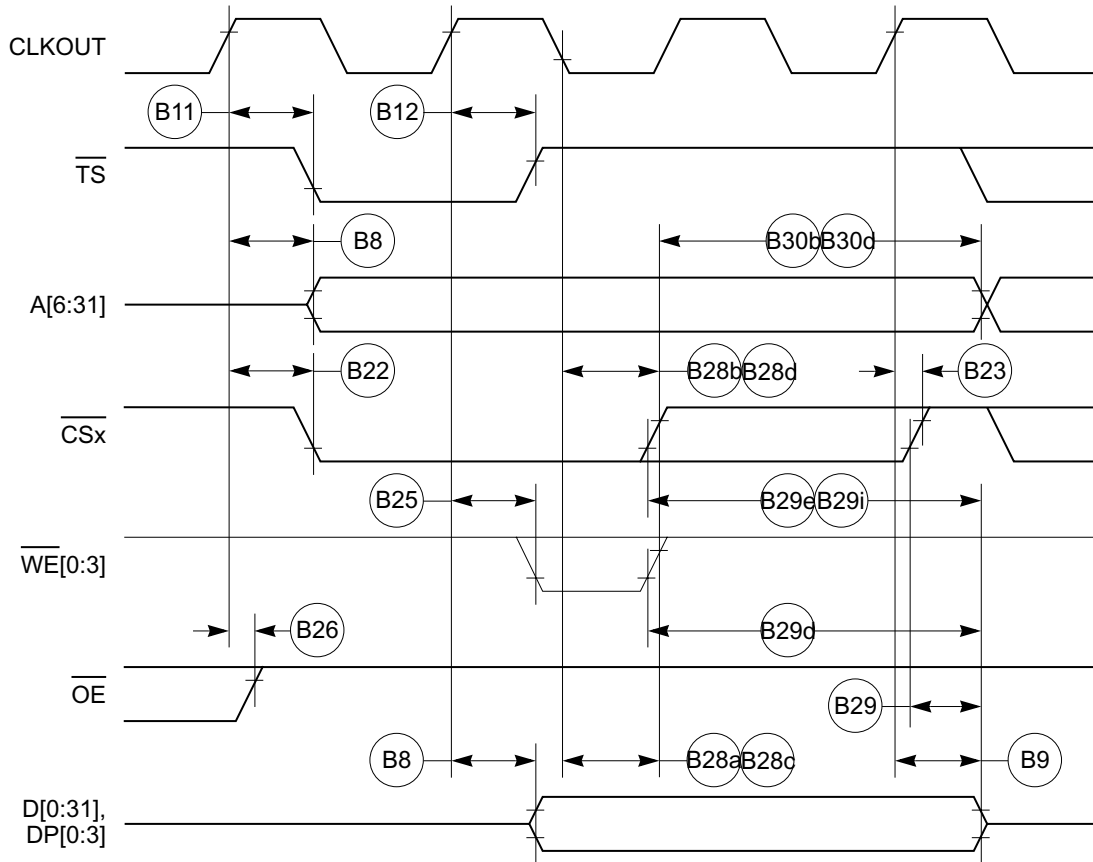 CLKOUT
B11
B12
TS
B8
B30b B30d
A[6:31]
B22
B28b B28d
B23
CSx
B25
B29e B29i
WE[0:3]
B26
B29d
OE
B29
B8
B28a B28c
B9
D[0:31],
DP[0:3]